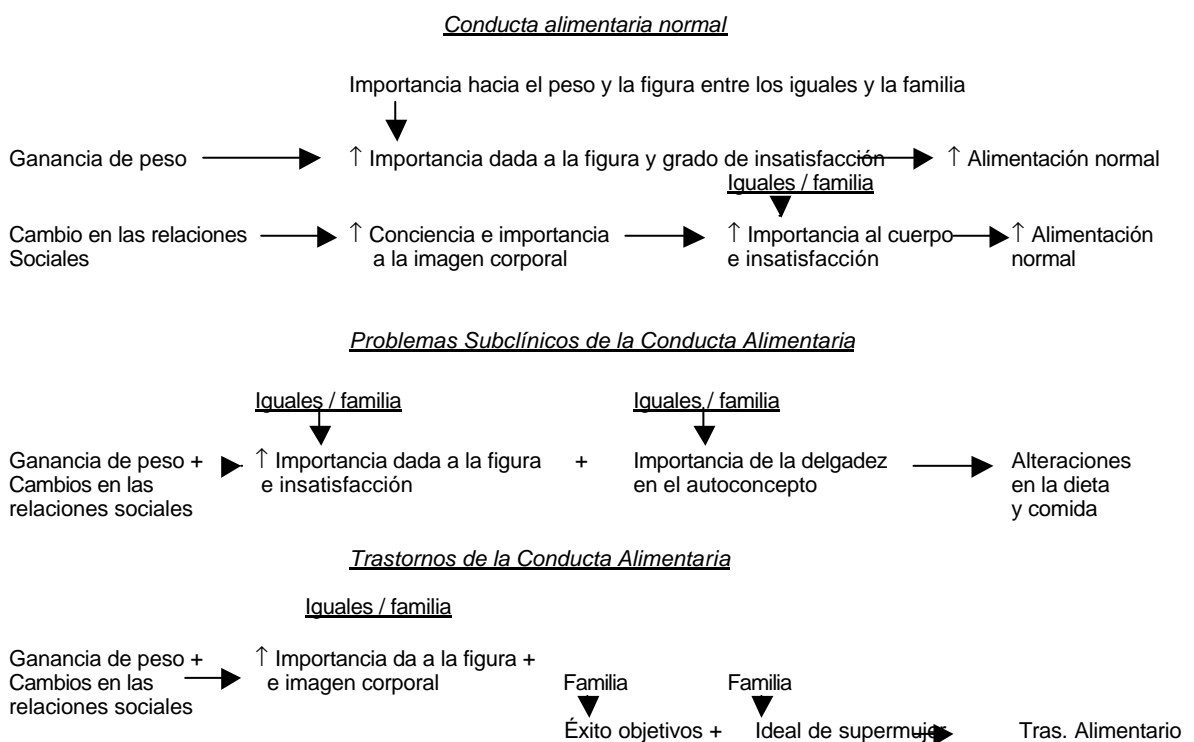 Conducta alimentaria normal
Importancia hacia el peso y la figura entre los iguales y la familia
Ganancia de peso ↑ Importancia dada a la figura y grado de insatisfacción ↑ Alimentación normal
Iguales / familia
Cambio en las relaciones ↑ Conciencia e importancia ↑ Importancia al cuerpo ↑ Alimentación
Sociales a la imagen corporal e insatisfacción normal
Problemas Subclínicos de la Conducta Alimentaria
Iguales / familia Iguales / familia
Ganancia de peso + ↑ Importancia dada a la figura + Importancia de la delgadez Alteraciones
Cambios en las e insatisfacción en el autoconcepto en la dieta
relaciones sociales y comida
Trastornos de la Conducta Alimentaria
Iguales / familia
Ganancia de peso + ↑ Importancia da a la figura +
Cambios en las e imagen corporal Familia Familia
relaciones sociales
Éxito objetivos + Ideal de supermujer Tras. Alimentario